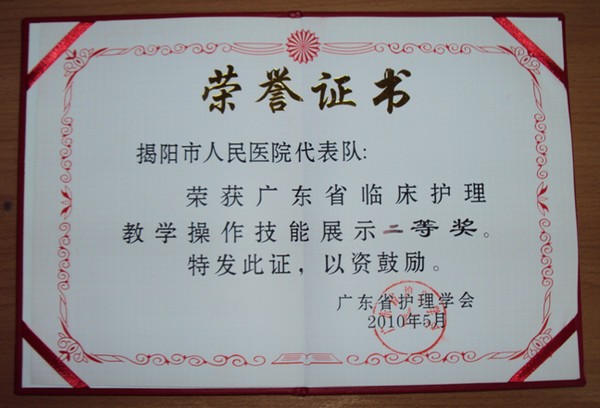 荣誉证书
揭阳市人民医院代表队:
荣获广东省临床护理
教学操作技能展示二等奖。
特发此证，以资鼓励。
广东省护理学会
2010年5月